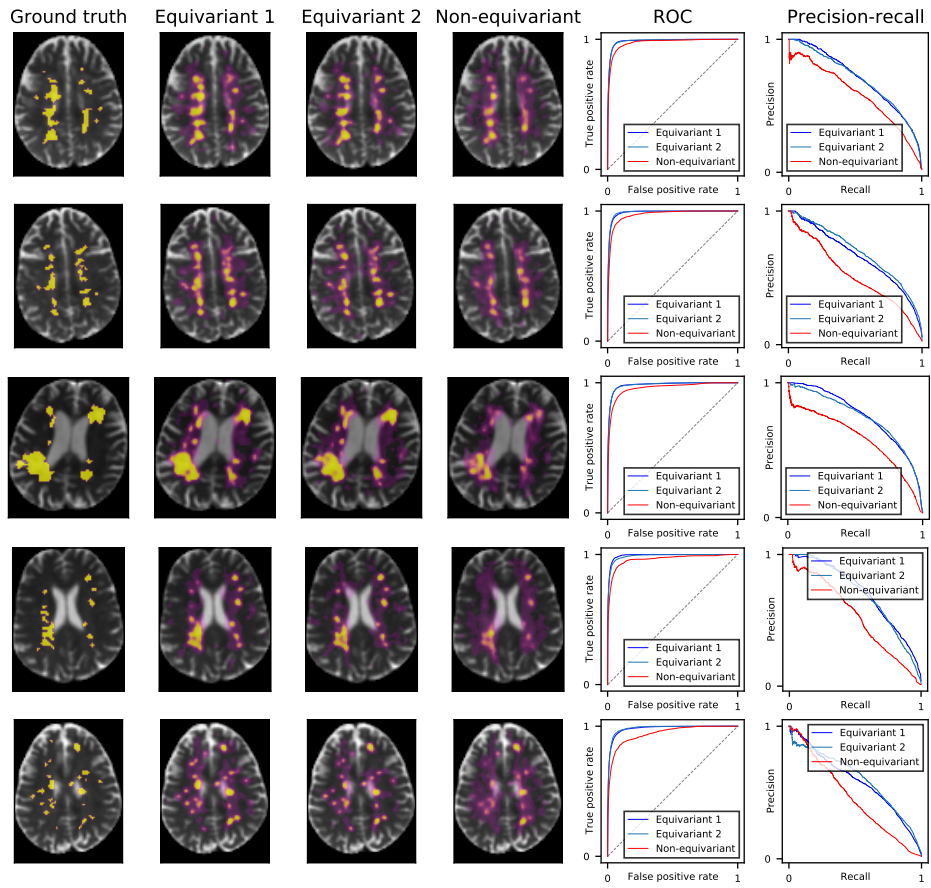 Ground truth Equivariant 1 Equivariant 2 Non-equivariant ROC Precision-recall
True positive rate
1
0
Equivariant 1
Equivariant 2
Non-equivariant
0 False positive rate 1
Precision
1
0
Equivariant 1
Equivariant 2
Non-equivariant
0 Recall 1
True positive rate
1
0
Equivariant 1
Equivariant 2
Non-equivariant
0 False positive rate 1
Precision
1
0
Equivariant 1
Equivariant 2
Non-equivariant
0 Recall 1
True positive rate
1
0
Equivariant 1
Equivariant 2
Non-equivariant
0 False positive rate 1
Precision
1
0
Equivariant 1
Equivariant 2
Non-equivariant
0 Recall 1
True positive rate
1
0
Equivariant 1
Equivariant 2
Non-equivariant
0 False positive rate 1
Precision
1
0
Equivariant 1
Equivariant 2
Non-equivariant
0 Recall 1
True positive rate
1
0
Equivariant 1
Equivariant 2
Non-equivariant
0 False positive rate 1
Precision
1
0
Equivariant 1
Equivariant 2
Non-equivariant
0 Recall 1